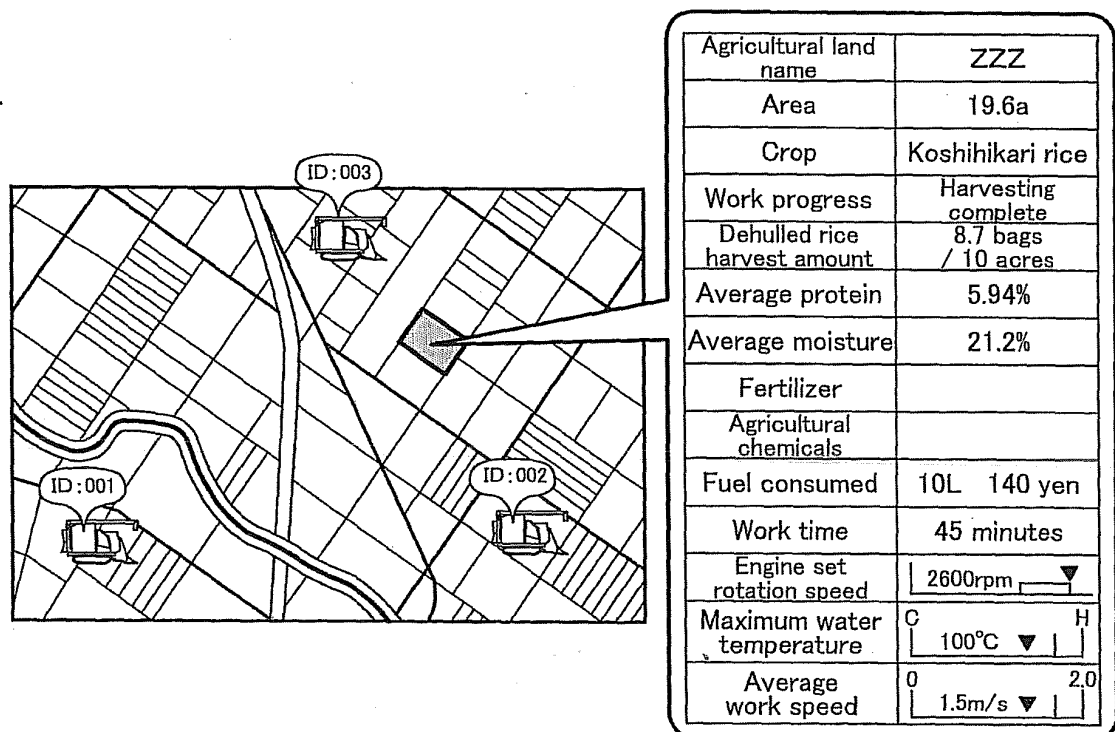 ID:003
ID:001
ID:002
Agricultural land
name
ZZZ
Area
19.6a
Crop
Koshihikari rice
Work progress
Harvesting
complete
Dehulled rice
harvest amount
8.7 bags
/ 10 acres
Average protein
5.94%
Average moisture
21.2%
Fertilizer
Agricultural
chemicals
Fuel consumed
10L 140 yen
Work time
45 minutes
Engine set
rotation speed
2600rpm
Maximum water
temperature
C H
100°C
Average
work speed
0 2.0
1.5m/s